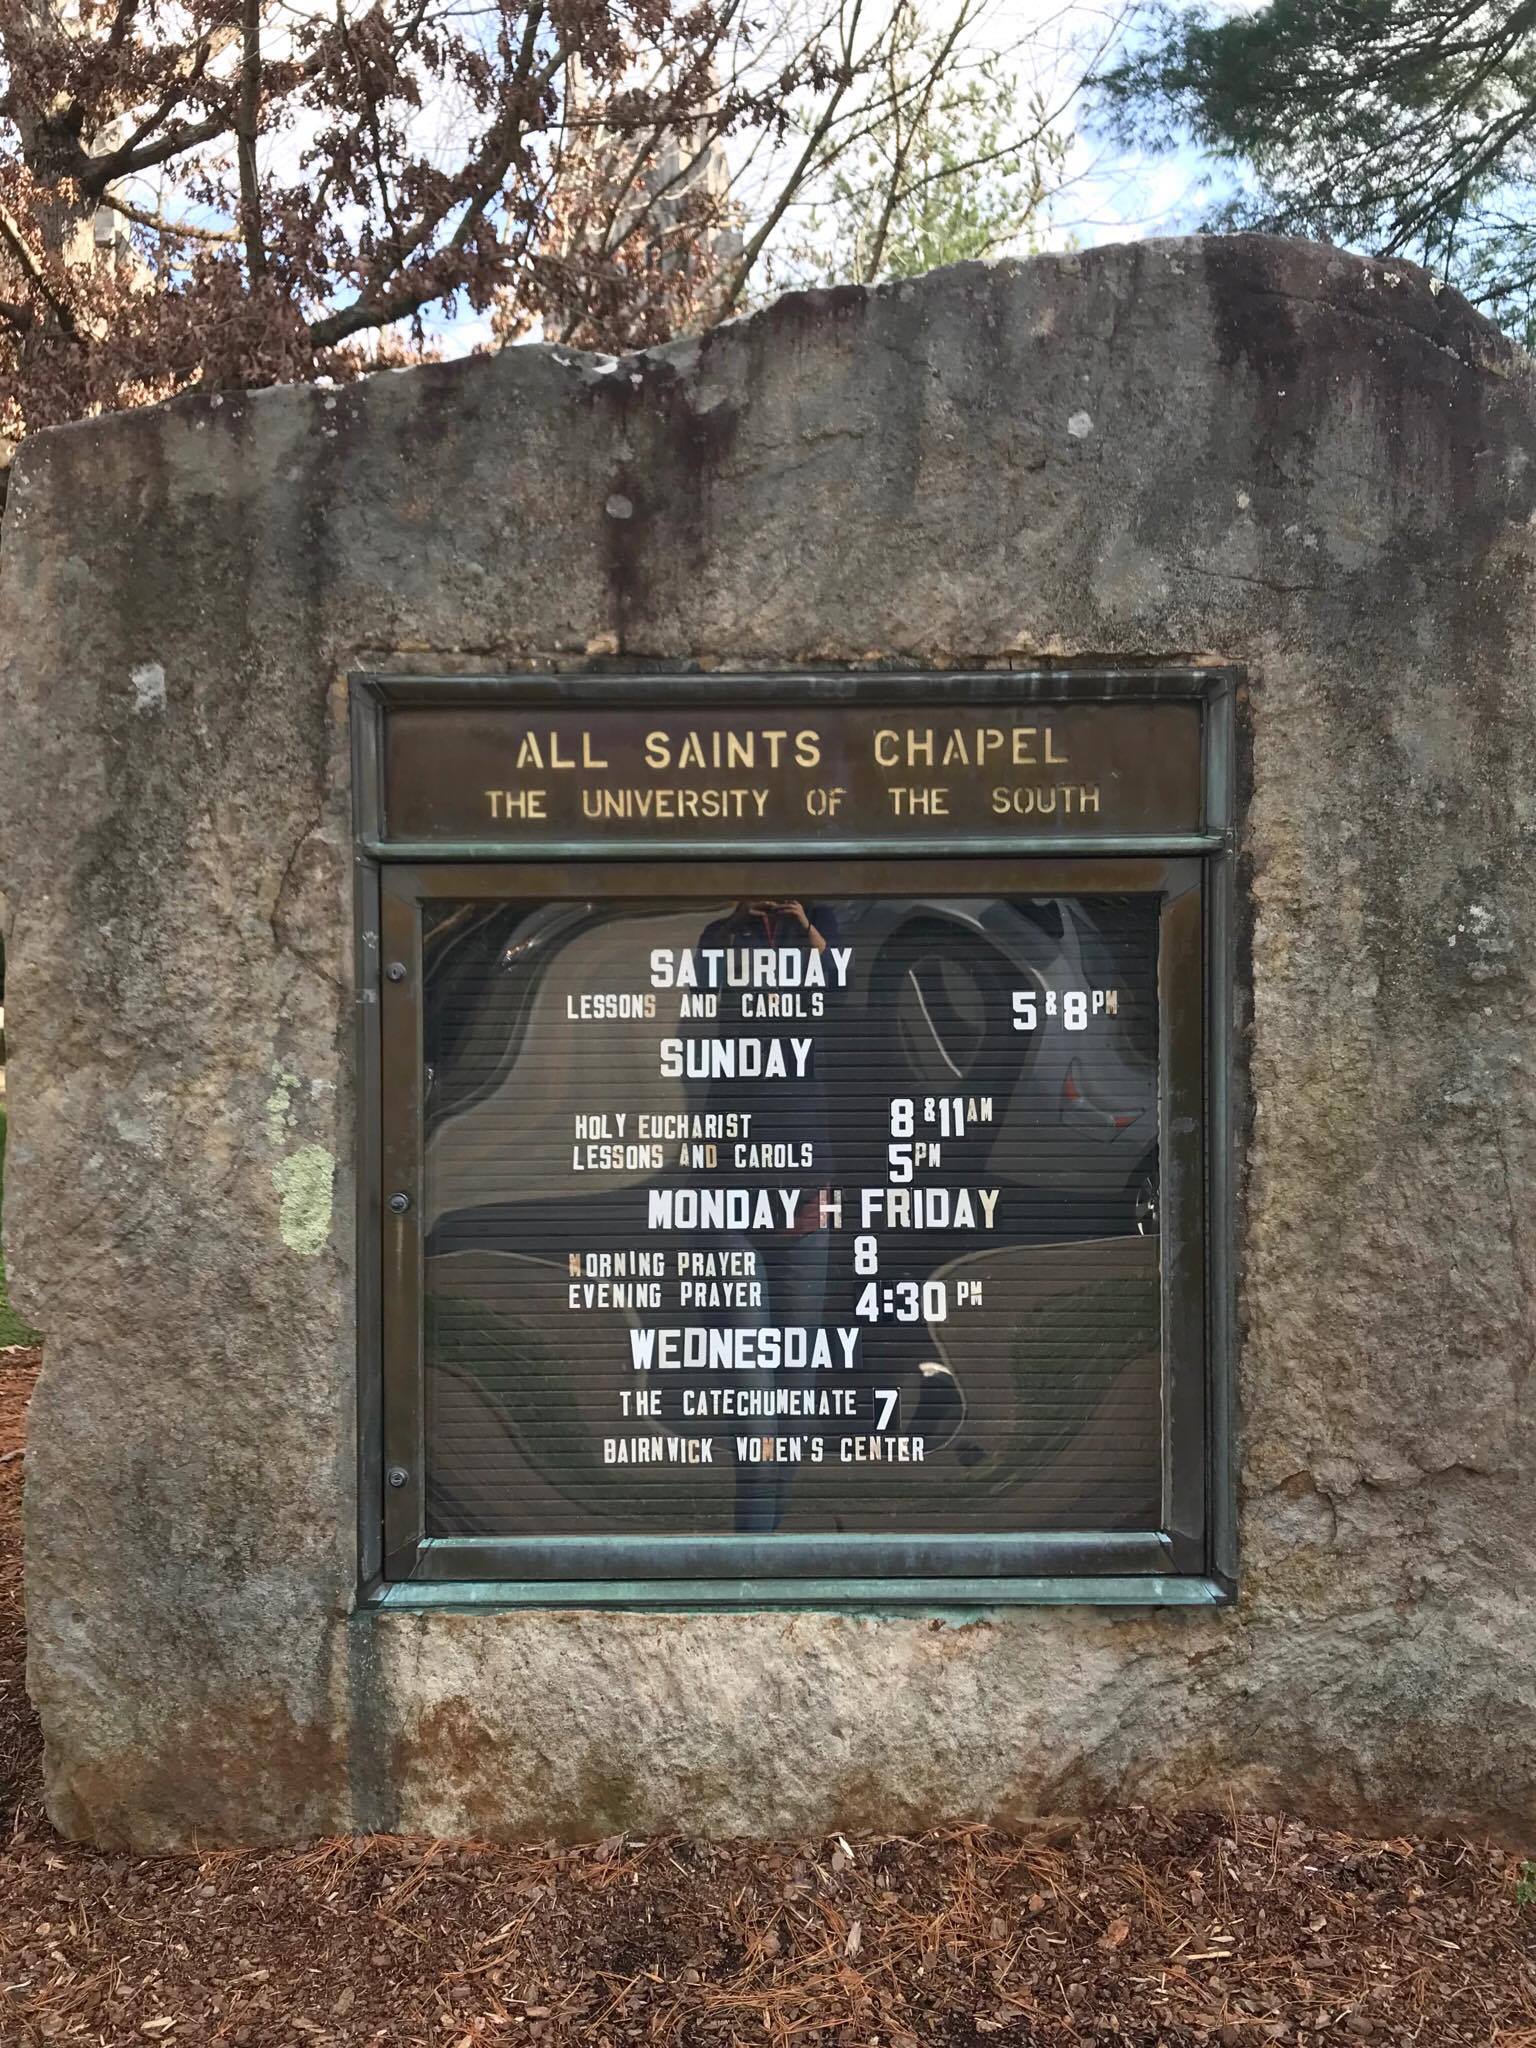 ALL SAINTS CHAPEL
THE UNIVERSITY OF THE SOUTH
SATURDAY
LESSONS AND CAROLS 5 & 8 PM
SUNDAY
HOLY EUCHARIST 8 & 11 AM
LESSONS AND CAROLS 5 PM
MONDAY H FRIDAY
MORNING PRAYER 8
EVENING PRAYER 4:30 PM
WEDNESDAY
THE CATECHUMENATE 7
BAIRNWICK WOMEN'S CENTER